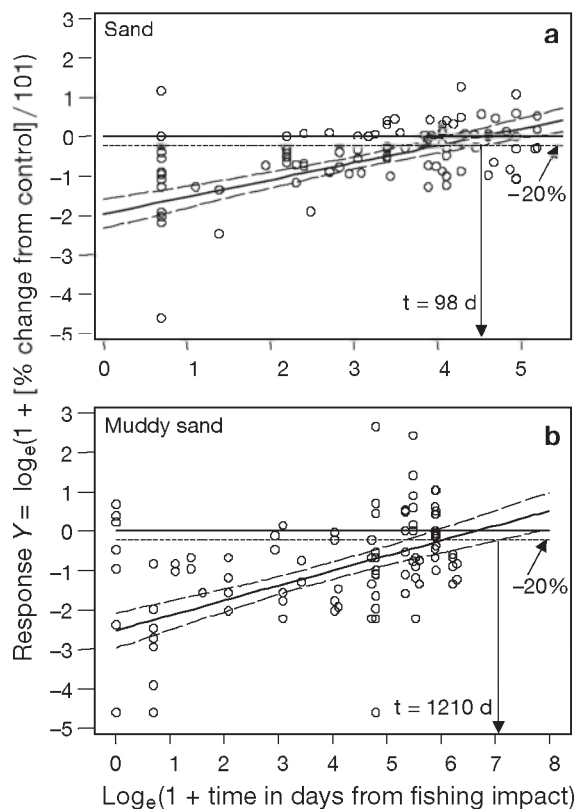 Response Y = logₑ(1 + [% change from control] / 101)
Sand
a
3
2
1
0
−1
−2
−3
−4
−5
−20%
t = 98 d
0 1 2 3 4 5
Muddy sand
b
3
2
1
0
−1
−2
−3
−4
−5
−20%
t = 1210 d
0 1 2 3 4 5 6 7 8
Logₑ(1 + time in days from fishing impact)